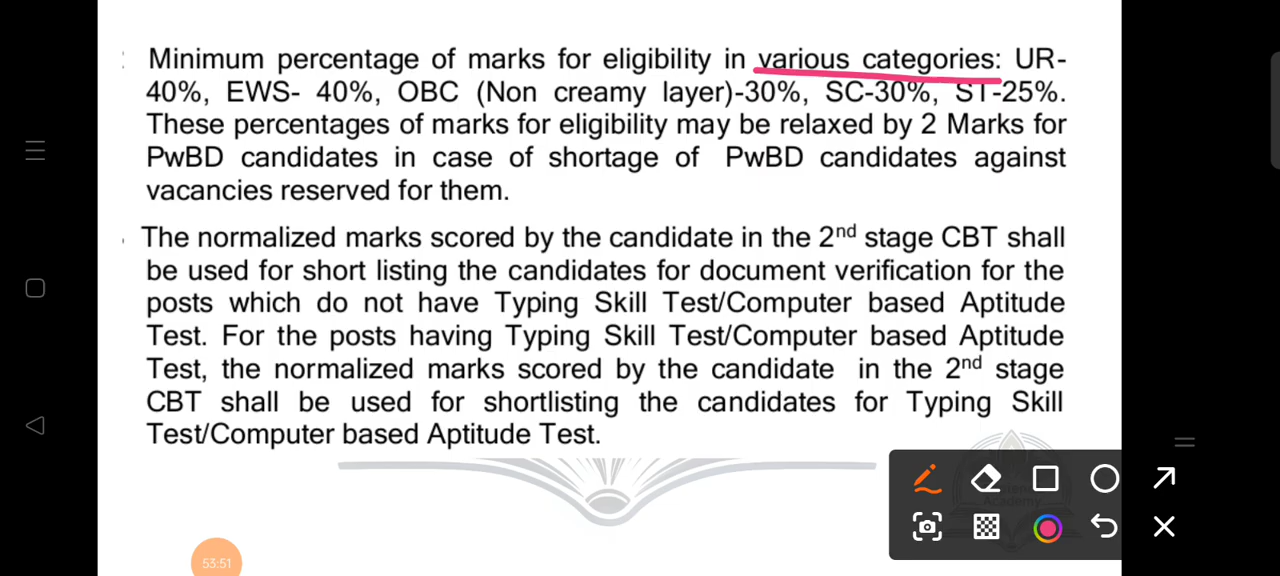 Minimum percentage of marks for eligibility in various categories: UR-
40%, EWS- 40%, OBC (Non creamy layer)-30%, SC-30%, ST-25%.
These percentages of marks for eligibility may be relaxed by 2 Marks for
PwBD candidates in case of shortage of PwBD candidates against
vacancies reserved for them.
The normalized marks scored by the candidate in the 2nd stage CBT shall
be used for short listing the candidates for document verification for the
posts which do not have Typing Skill Test/Computer based Aptitude
Test. For the posts having Typing Skill Test/Computer based Aptitude
Test, the normalized marks scored by the candidate in the 2nd stage
CBT shall be used for shortlisting the candidates for Typing Skill
Test/Computer based Aptitude Test.
Academy
53:51